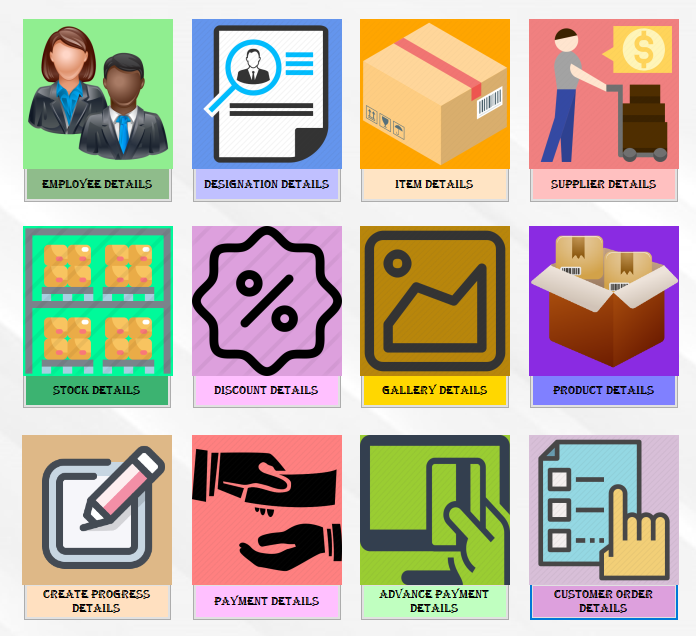 EMPLOYEE DETAILS
DESIGNATION DETAILS
ITEM DETAILS
SUPPLIER DETAILS
STOCK DETAILS
DISCOUNT DETAILS
GALLERY DETAILS
PRODUCT DETAILS
CREATE PROGRESS
DETAILS
PAYMENT DETAILS
ADVANCE PAYMENT
DETAILS
CUSTOMER ORDER
DETAILS